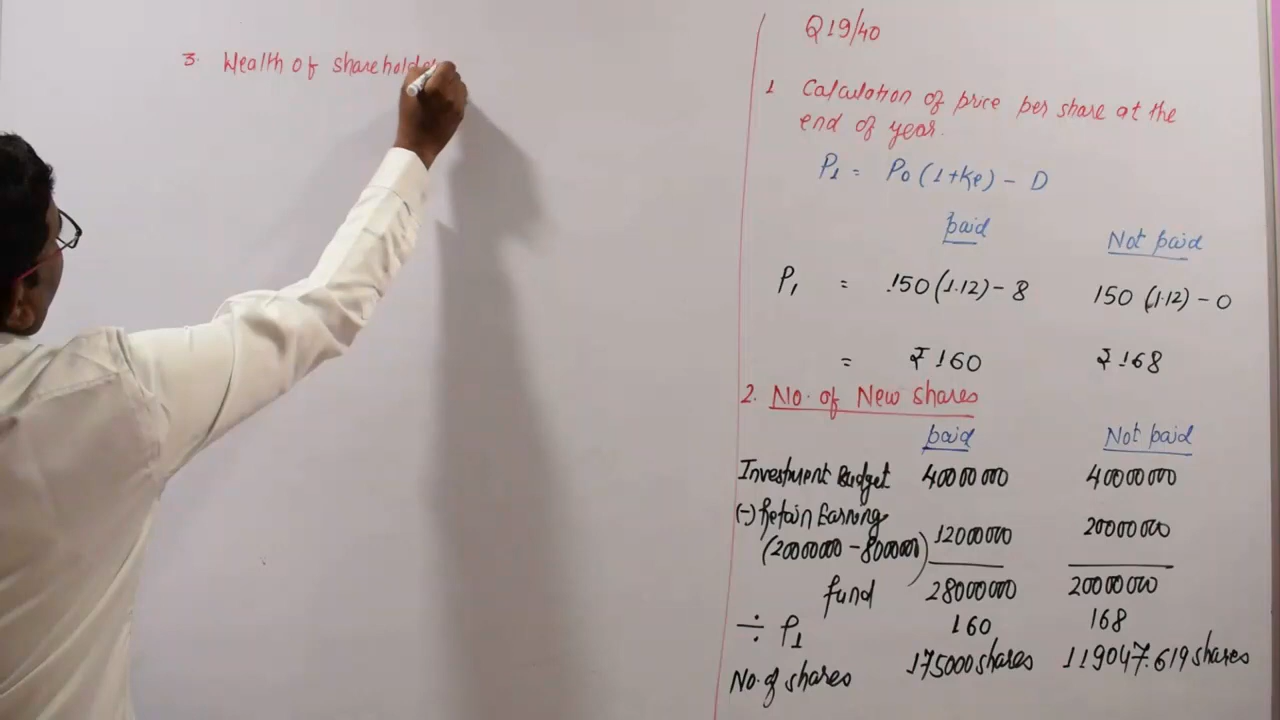 3. Wealth of shareholde
Q 19/40
1 Calculation of price per share at the
end of year.
P1 = P0 (1+Ke) - D
paid Not paid
P1 = 150 (1.12) - 8 150 (1.12) - 0
= ₹ 160 ₹ 168
2. No. of New shares
paid Not paid
Investment Budget 40000000 40000000
(-) Retain Earning
(20000000 - 8000000) 12000000 20000000
fund 28000000 20000000
÷ P1 160 168
No. of shares 175000 shares 119047.619 shares